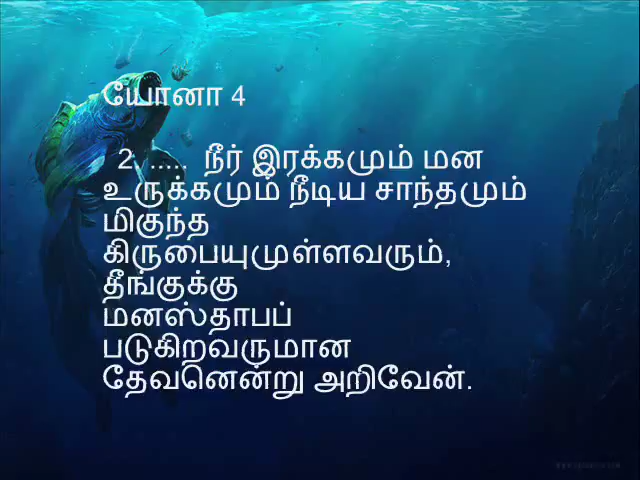 யோனா 4
2. ..... நீர் இரக்கமும் மன
உருக்கமும் நீடிய சாந்தமும்
மிகுந்த
கிருபையுமுள்ளவரும்,
தீங்குக்கு
மனஸ்தாபப்
படுகிறவருமான
தேவனென்று அறிவேன்.